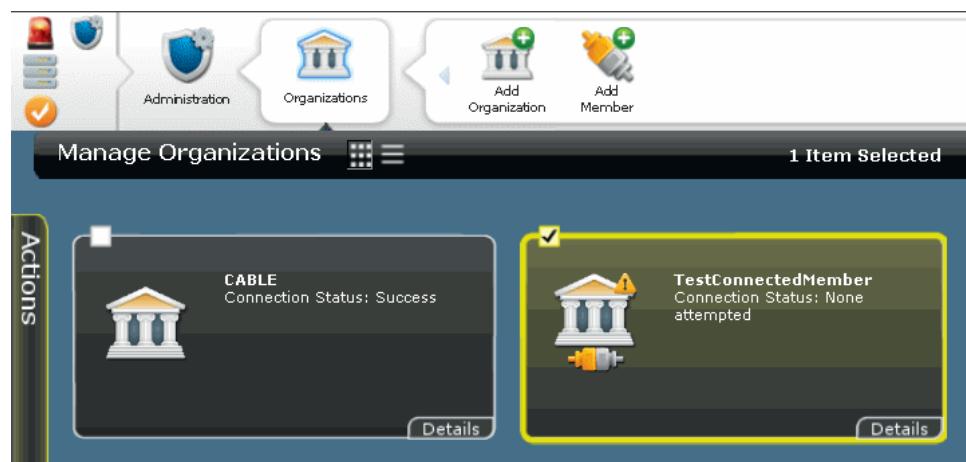 Administration
Organizations
Add
Organization
Add
Member
Manage Organizations
1 Item Selected
Actions
CABLE
Connection Status: Success
Details
TestConnectedMember
Connection Status: None
attempted
Details